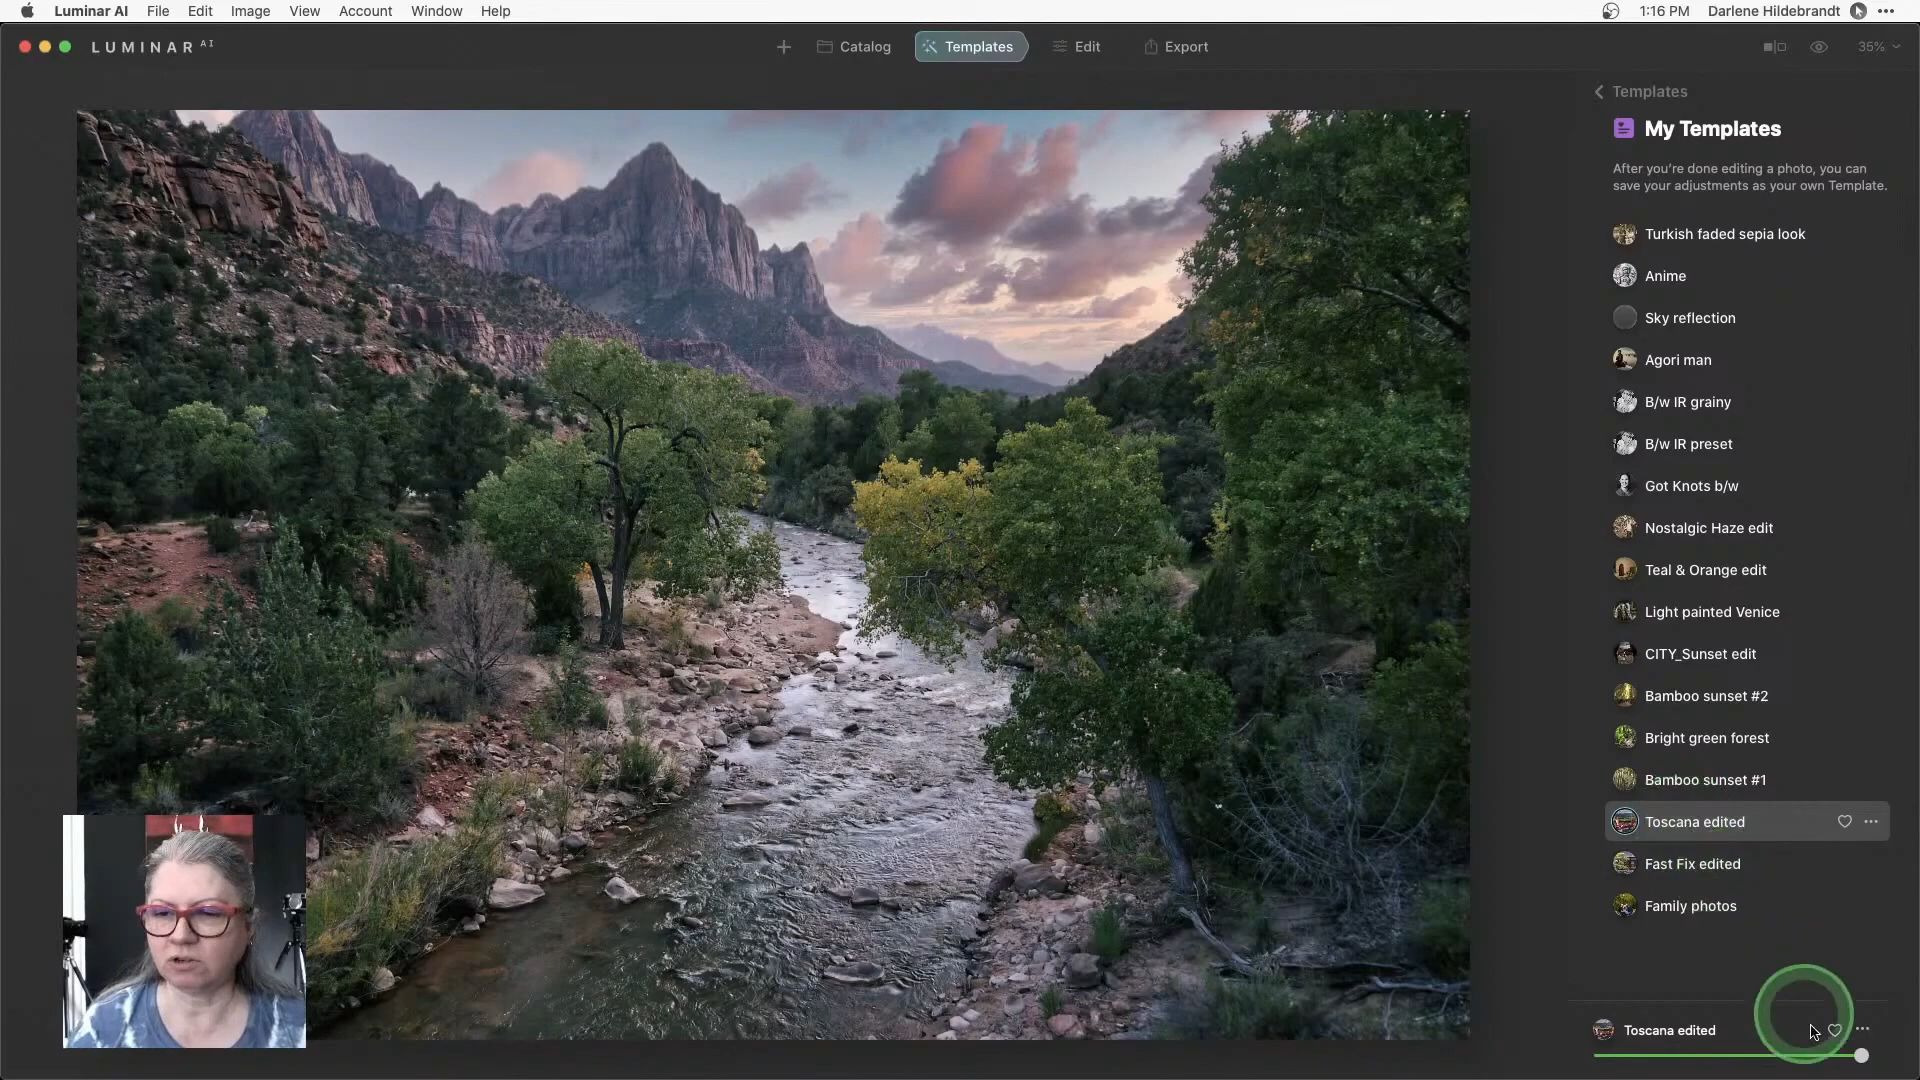 Luminar AI File Edit Image View Account Window Help 1:16 PM Darlene Hildebrandt
LUMINAR AI Catalog Templates Edit Export 35%
Templates
My Templates
After you're done editing a photo, you can
save your adjustments as your own Template.
Turkish faded sepia look
Anime
Sky reflection
Agori man
B/w IR grainy
B/w IR preset
Got Knots b/w
Nostalgic Haze edit
Teal & Orange edit
Light painted Venice
CITY_Sunset edit
Bamboo sunset #2
Bright green forest
Bamboo sunset #1
Toscana edited
Fast Fix edited
Family photos
Toscana edited